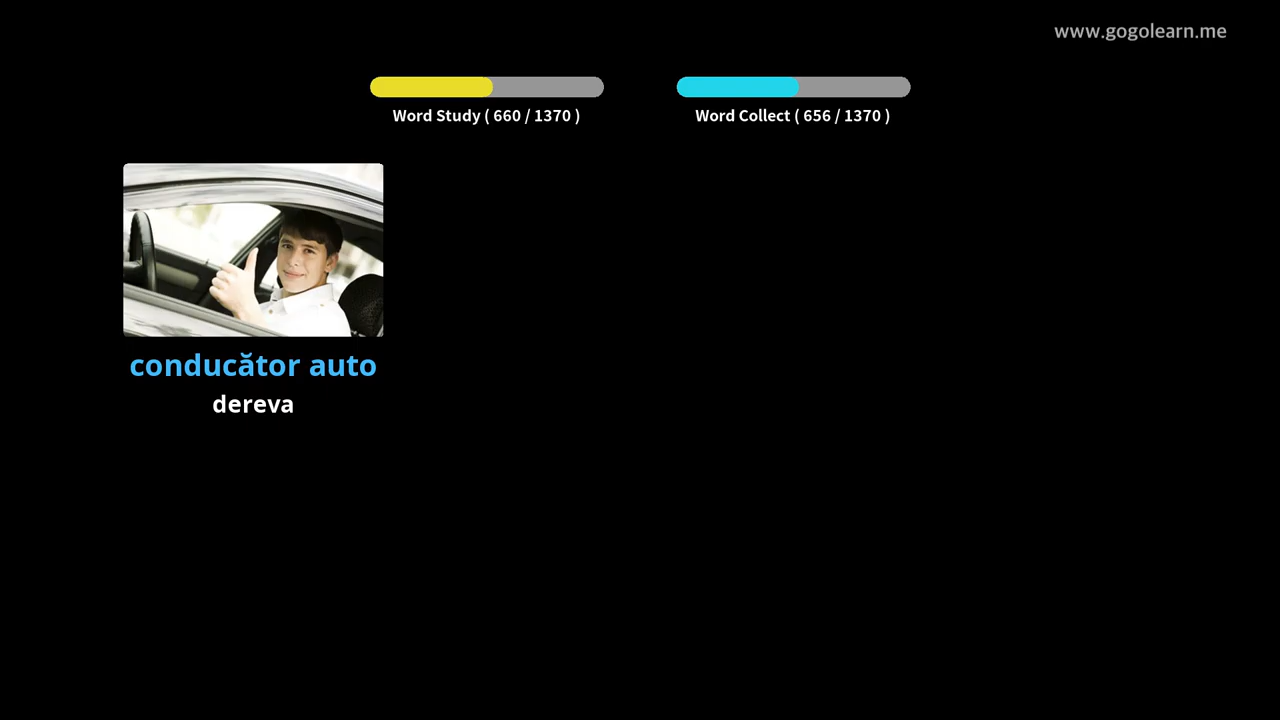 www.gogolearn.me
Word Study ( 660 / 1370 )
Word Collect ( 656 / 1370 )
conducător auto
dereva